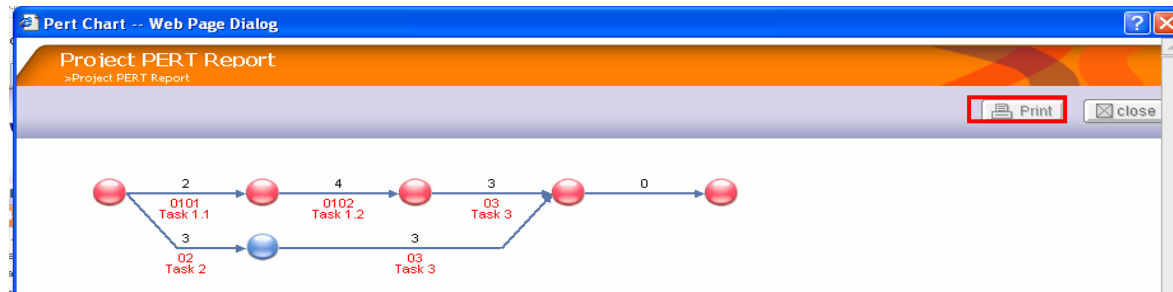 Pert Chart -- Web Page Dialog
?
Project PERT Report
>Project PERT Report
Print
close
2
4
3
0
0101
Task 1.1
0102
Task 1.2
03
Task 3
3
3
02
Task 2
03
Task 3